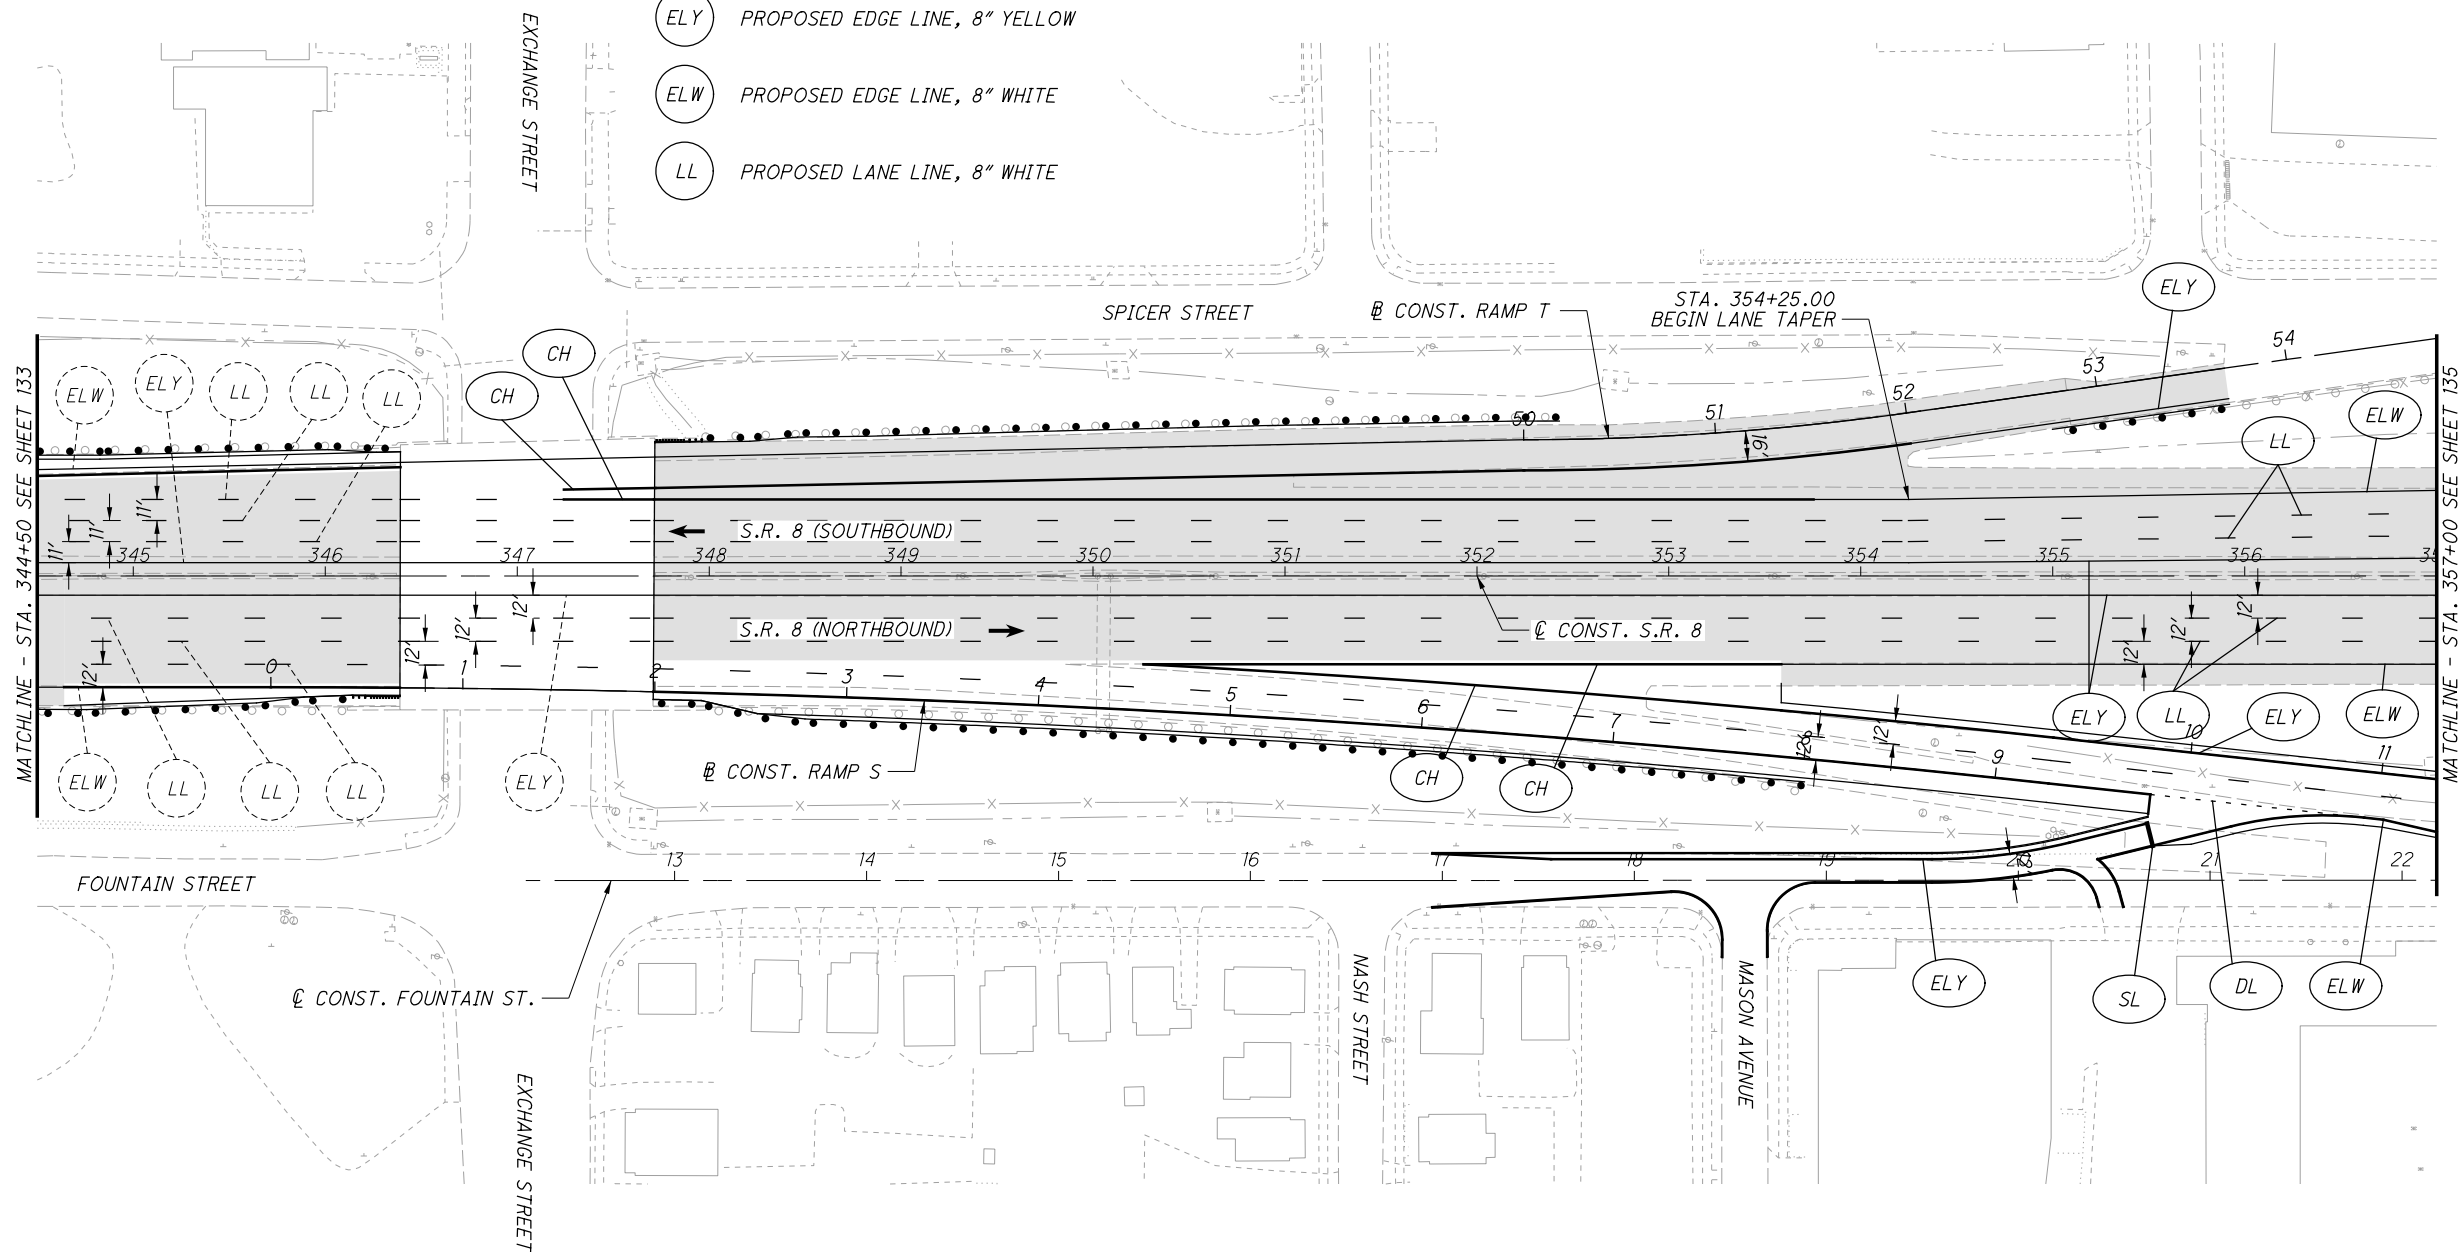 ELY PROPOSED EDGE LINE, 8" YELLOW
ELW PROPOSED EDGE LINE, 8" WHITE
LL PROPOSED LANE LINE, 8" WHITE
EXCHANGE STREET
SPICER STREET
℄ CONST. RAMP T
STA. 354+25.00
BEGIN LANE TAPER
ELY
54
53
52
51
50
16'
CH
CH
ELW
ELY
LL
LL
LL
ELW
LL
MATCHLINE - STA. 344+50 SEE SHEET 133
MATCHLINE - STA. 357+00 SEE SHEET 135
11'
11'
11'
S.R. 8 (SOUTHBOUND)
345
346
347
348
349
350
351
352
353
354
355
356
S.R. 8 (NORTHBOUND)
℄ CONST. S.R. 8
12'
12'
12'
12'
12'
12'
12'
0
1
2
3
4
5
6
7
9
10
11
12'
12'
ELW
LL
LL
LL
ELY
℄ CONST. RAMP S
CH
CH
ELY
LL
ELY
ELW
FOUNTAIN STREET
13
14
15
16
17
18
19
20
21
22
℄ CONST. FOUNTAIN ST.
ELY
SL
DL
ELW
NASH STREET
MASON AVENUE
EXCHANGE STREET